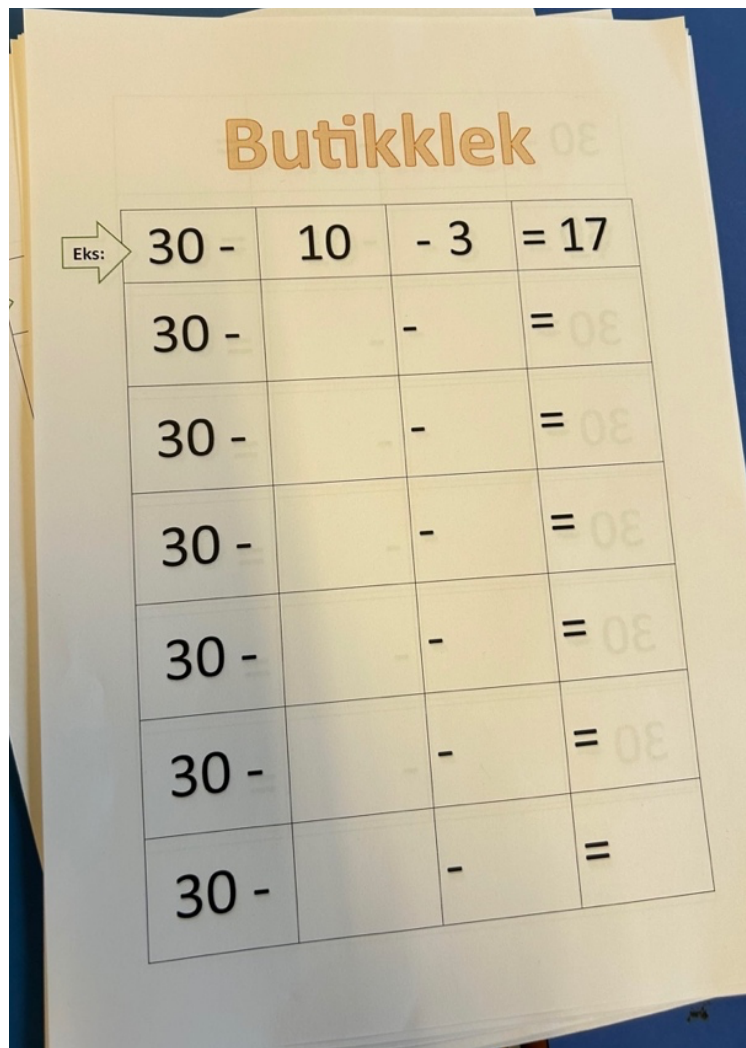 Butikklek
Eks: 30 - 10 - 3 = 17
30 - - =
30 - - =
30 - - =
30 - - =
30 - - =
30 - - =